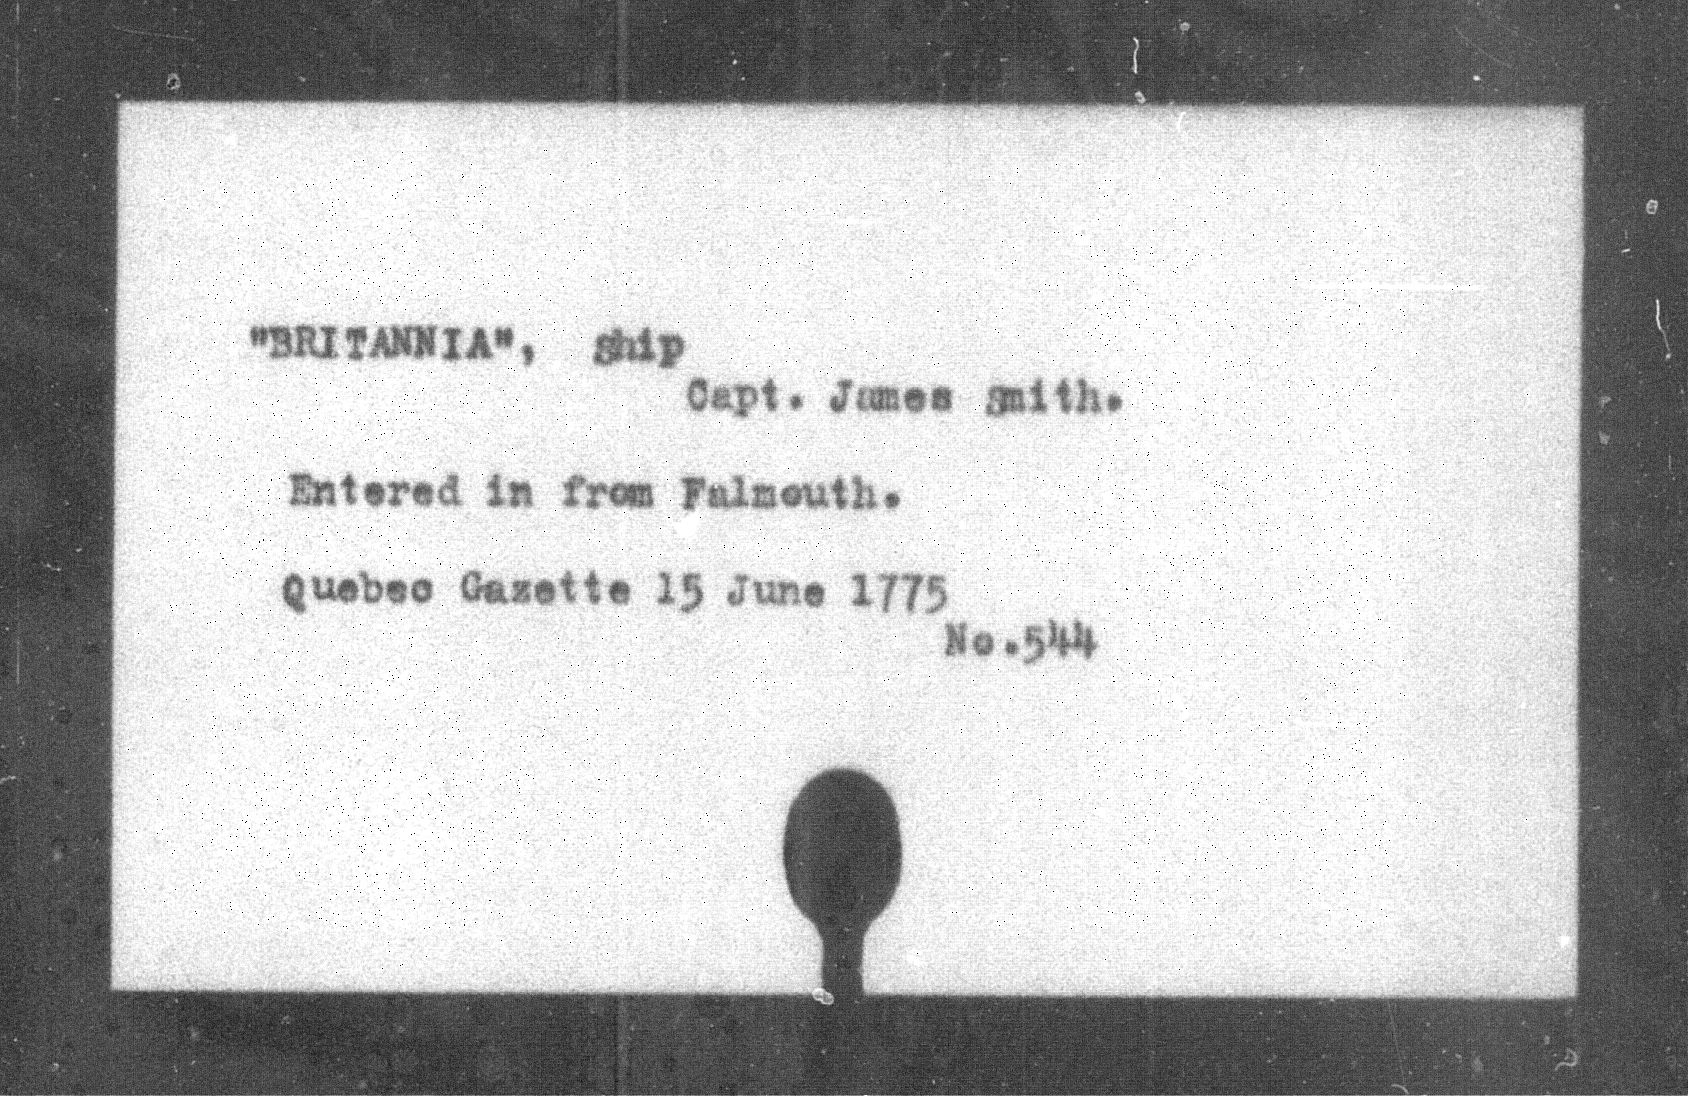 "BRITANNIA", ship
Capt. James Smith.
Entered in from Falmouth.
Quebec Gazette 15 June 1775
No.544